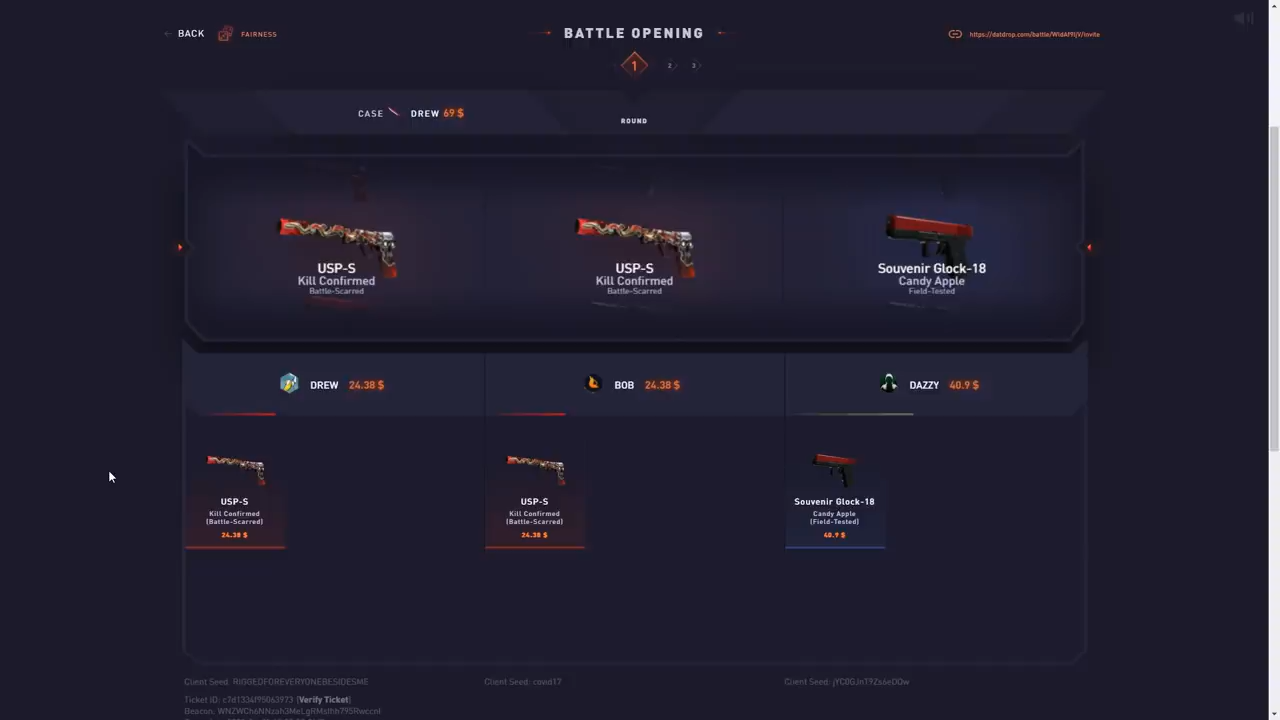 BACK
FAIRNESS
BATTLE OPENING
1 2 3
CASE DREW 69 $
ROUND
USP-S
Kill Confirmed
Battle-Scarred
USP-S
Kill Confirmed
Battle-Scarred
Souvenir Glock-18
Candy Apple
Field-Tested
DREW 24.38 $
BOB 24.38 $
DAZZY 40.9 $
USP-S
Kill Confirmed
(Battle-Scarred)
24.38 $
USP-S
Kill Confirmed
(Battle-Scarred)
24.38 $
Souvenir Glock-18
Candy Apple
(Field-Tested)
40.9 $
Client Seed: RIGGEDFOREVERYONEBESIDESME
Client Seed: covid17
Client Seed:
Ticket ID: c7d1334f95063973 [Verify Ticket]
Beacon: